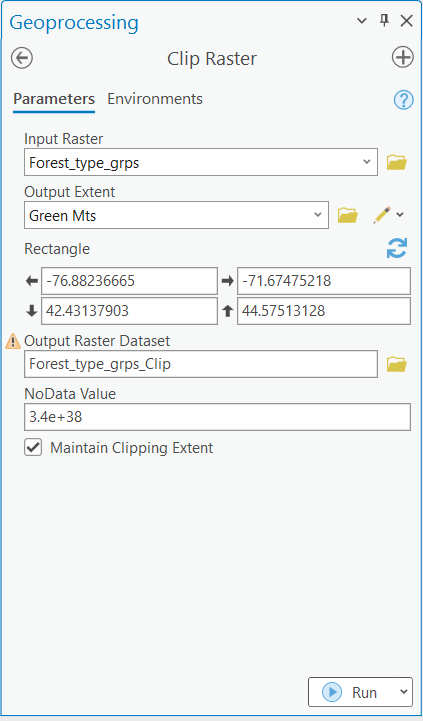 Geoprocessing
Clip Raster
Parameters Environments
Input Raster
Forest_type_grps
Output Extent
Green Mts
Rectangle
-76.88236665 -71.67475218
42.43137903 44.57513128
Output Raster Dataset
Forest_type_grps_Clip
NoData Value
3.4e+38
Maintain Clipping Extent
Run